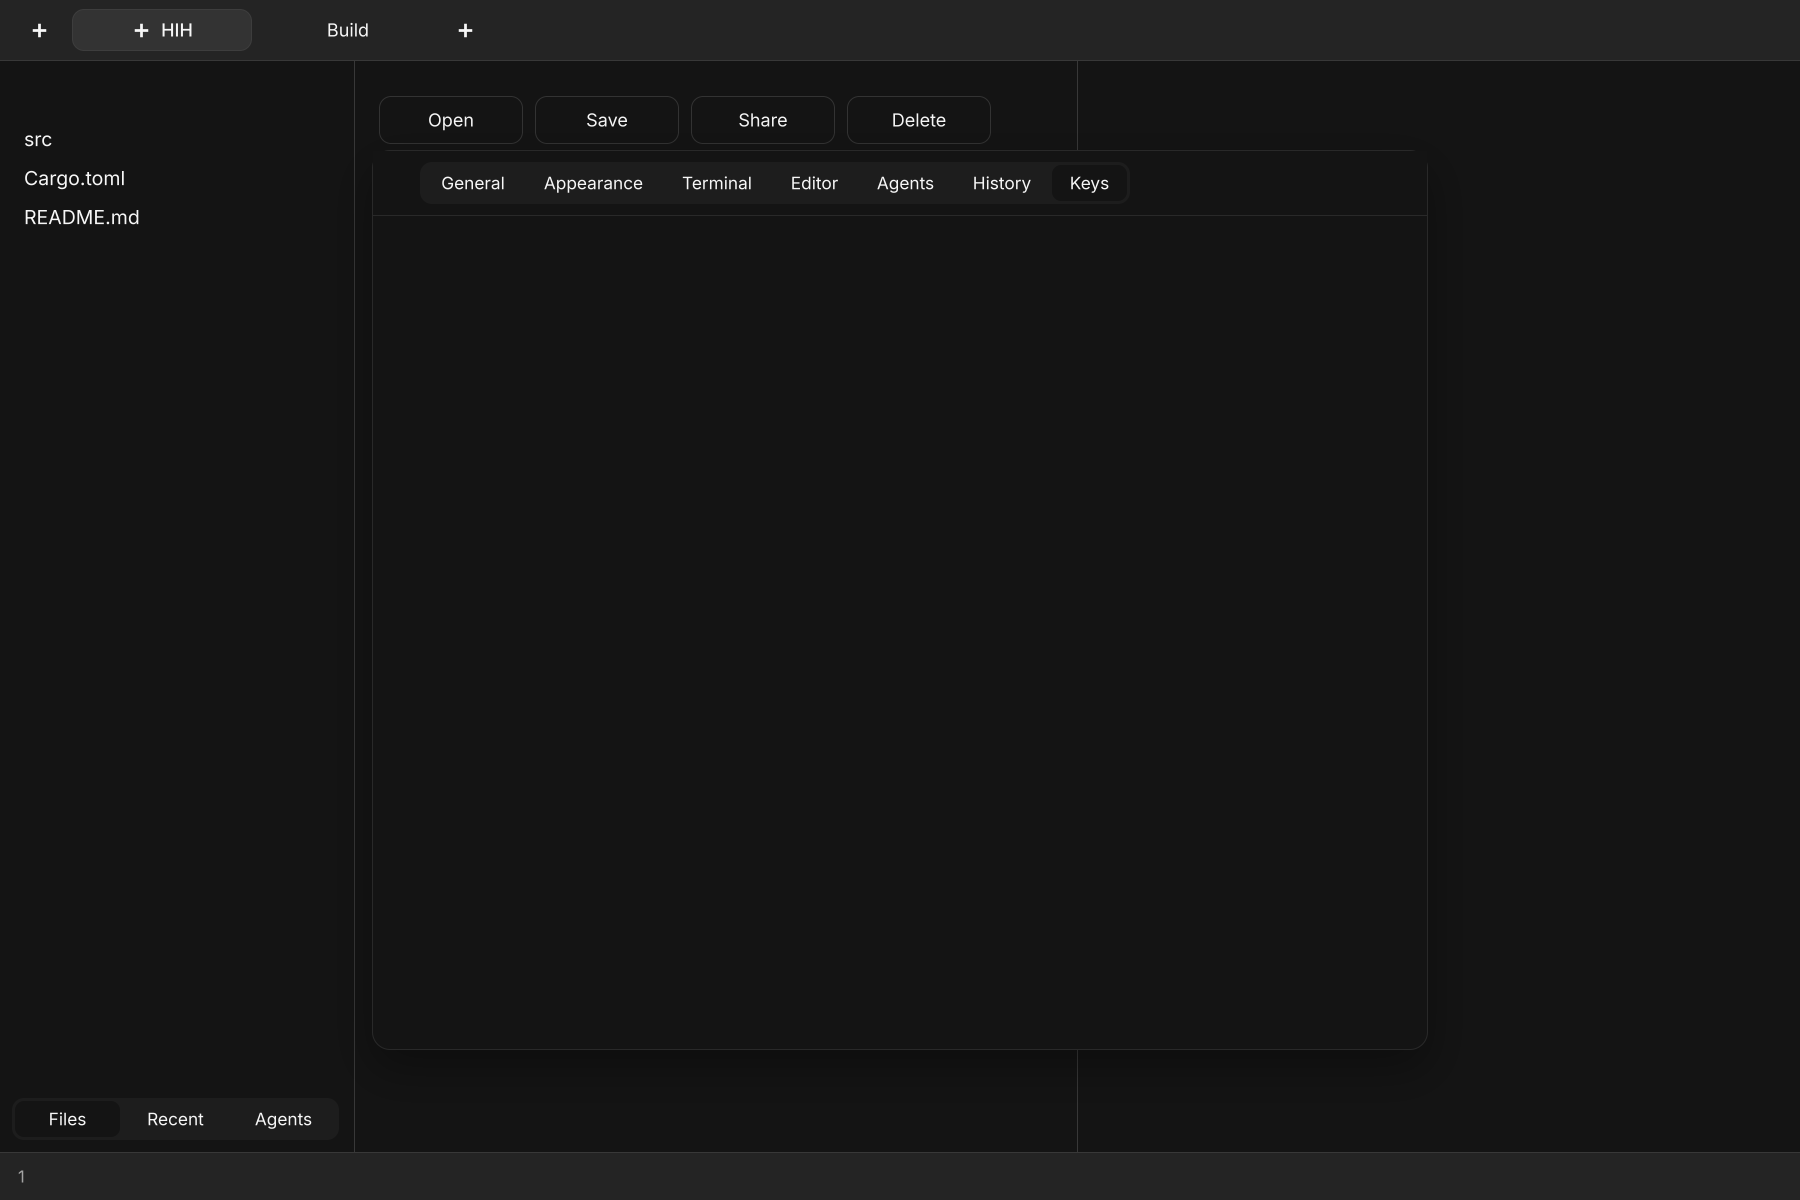 + + HIH Build +
Open Save Share Delete
src
Cargo.toml
README.md
General Appearance Terminal Editor Agents History Keys
Files Recent Agents
1